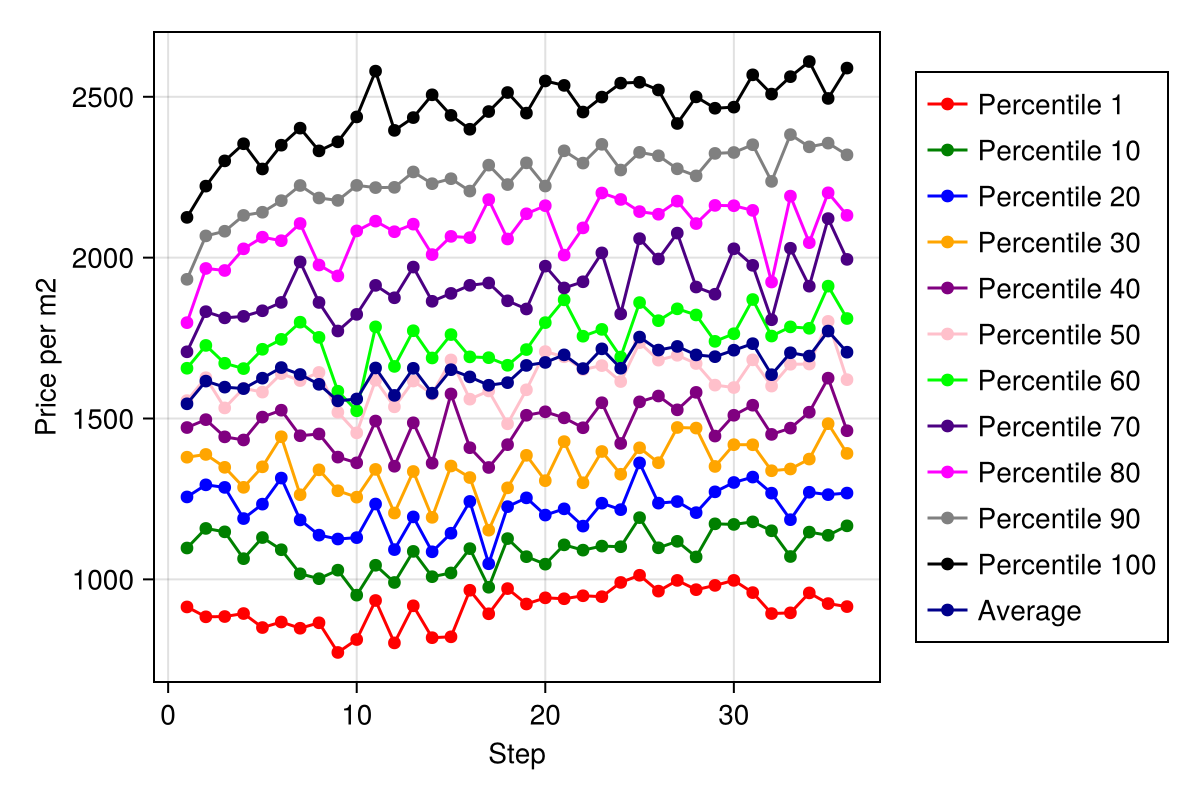 Price per m2
2500
2000
1500
1000
0
10
20
30
Step
Percentile 1
Percentile 10
Percentile 20
Percentile 30
Percentile 40
Percentile 50
Percentile 60
Percentile 70
Percentile 80
Percentile 90
Percentile 100
Average